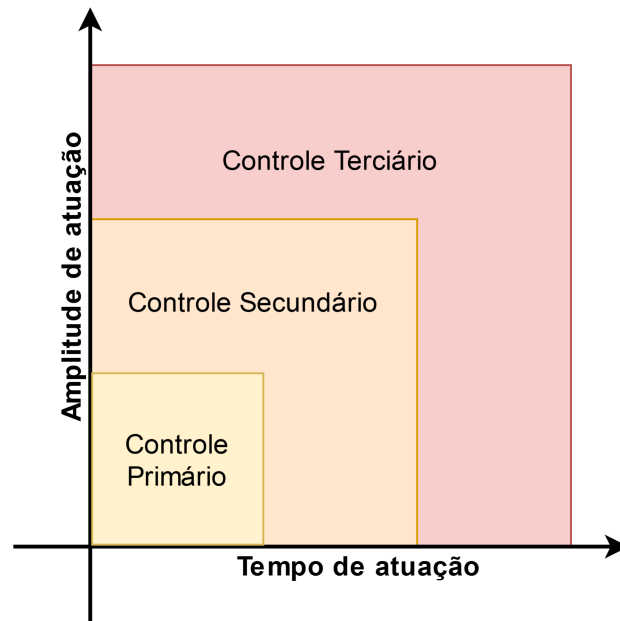 Amplitude de atuação
Controle Terciário
Controle Secundário
Controle
Primário
Tempo de atuação